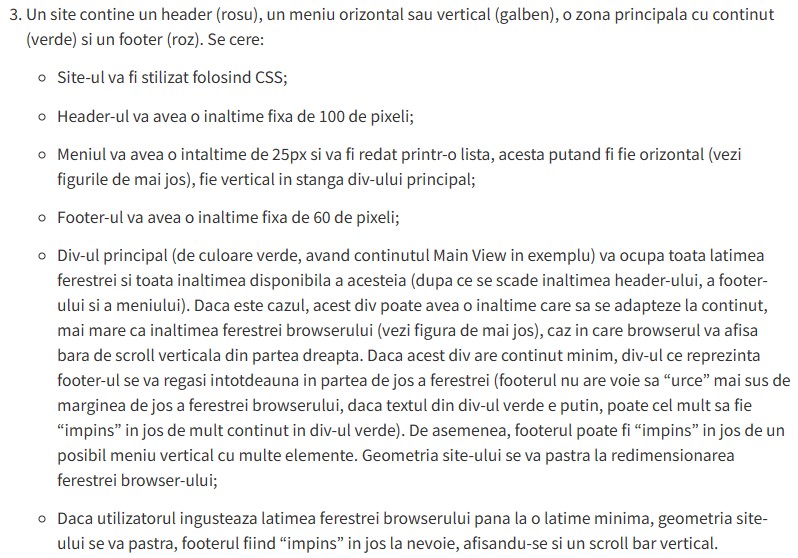 3. Un site contine un header (rosu), un meniu orizontal sau vertical (galben), o zona principala cu continut
(verde) si un footer (roz). Se cere:
○ Site-ul va fi stilizat folosind CSS;
○ Header-ul va avea o inaltime fixa de 100 de pixeli;
○ Meniul va avea o intaltime de 25px si va fi redat printr-o lista, acesta putand fi fie orizontal (vezi
figurile de mai jos), fie vertical in stanga div-ului principal;
○ Footer-ul va avea o inaltime fixa de 60 de pixeli;
○ Div-ul principal (de culoare verde, avand continutul Main View in exemplu) va ocupa toata latimea
ferestrei si toata inaltimea disponibila a acesteia (dupa ce se scade inaltimea header-ului, a footer-
ului si a meniului). Daca este cazul, acest div poate avea o inaltime care sa se adapteze la continut,
mai mare ca inaltimea ferestrei browserului (vezi figura de mai jos), caz in care browserul va afisa
bara de scroll verticala din partea dreapta. Daca acest div are continut minim, div-ul ce reprezinta
footer-ul se va regasi intotdeauna in partea de jos a ferestrei (footerul nu are voie sa “urce” mai sus de
marginea de jos a ferestrei browserului, daca textul din div-ul verde e putin, poate cel mult sa fie
“impins” in jos de mult continut in div-ul verde). De asemenea, footerul poate fi “impins” in jos de un
posibil meniu vertical cu multe elemente. Geometria site-ului se va pastra la redimensionarea
ferestrei browser-ului;
○ Daca utilizatorul ingusteaza latimea ferestrei browserului pana la o latime minima, geometria site-
ului se va pastra, footerul fiind “impins” in jos la nevoie, afisandu-se si un scroll bar vertical.